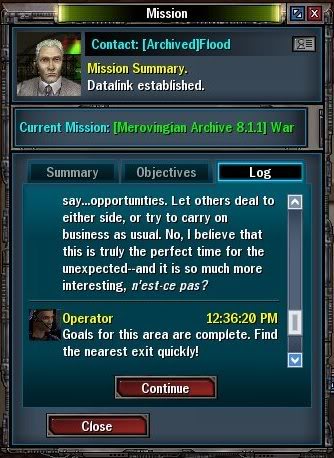 Mission
Contact: [Archived]Flood
Mission Summary.
Datalink established.
Current Mission: [Merovingian Archive 8.1.1] War
Summary
Objectives
Log
say...opportunities. Let others deal to
either side, or try to carry on
business as usual. No, I believe that
this is truly the perfect time for the
unexpected--and it is so much more
interesting, n'est-ce pas?
Operator 12:36:20 PM
Goals for this area are complete. Find
the nearest exit quickly!
Continue
Close